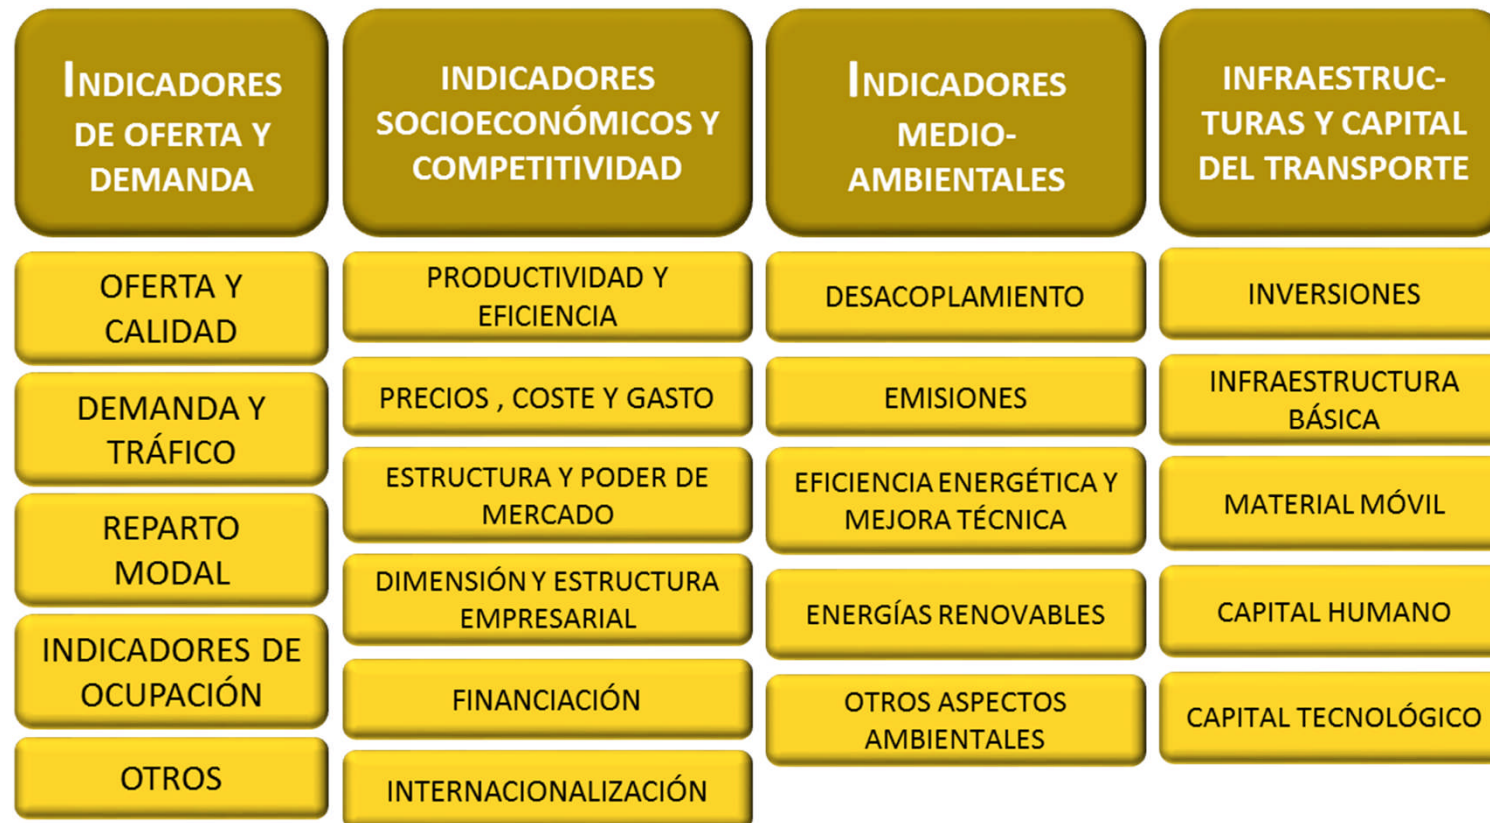 INDICADORES
DE OFERTA Y
DEMANDA
OFERTA Y
CALIDAD
DEMANDA Y
TRÁFICO
REPARTO
MODAL
INDICADORES DE
OCUPACIÓN
OTROS
INDICADORES
SOCIOECONÓMICOS Y
COMPETITIVIDAD
PRODUCTIVIDAD Y
EFICIENCIA
PRECIOS , COSTE Y GASTO
ESTRUCTURA Y PODER DE
MERCADO
DIMENSIÓN Y ESTRUCTURA
EMPRESARIAL
FINANCIACIÓN
INTERNACIONALIZACIÓN
INDICADORES
MEDIO-
AMBIENTALES
DESACOPLAMIENTO
EMISIONES
EFICIENCIA ENERGÉTICA Y
MEJORA TÉCNICA
ENERGÍAS RENOVABLES
OTROS ASPECTOS
AMBIENTALES
INFRAESTRUC-
TURAS Y CAPITAL
DEL TRANSPORTE
INVERSIONES
INFRAESTRUCTURA
BÁSICA
MATERIAL MÓVIL
CAPITAL HUMANO
CAPITAL TECNOLÓGICO